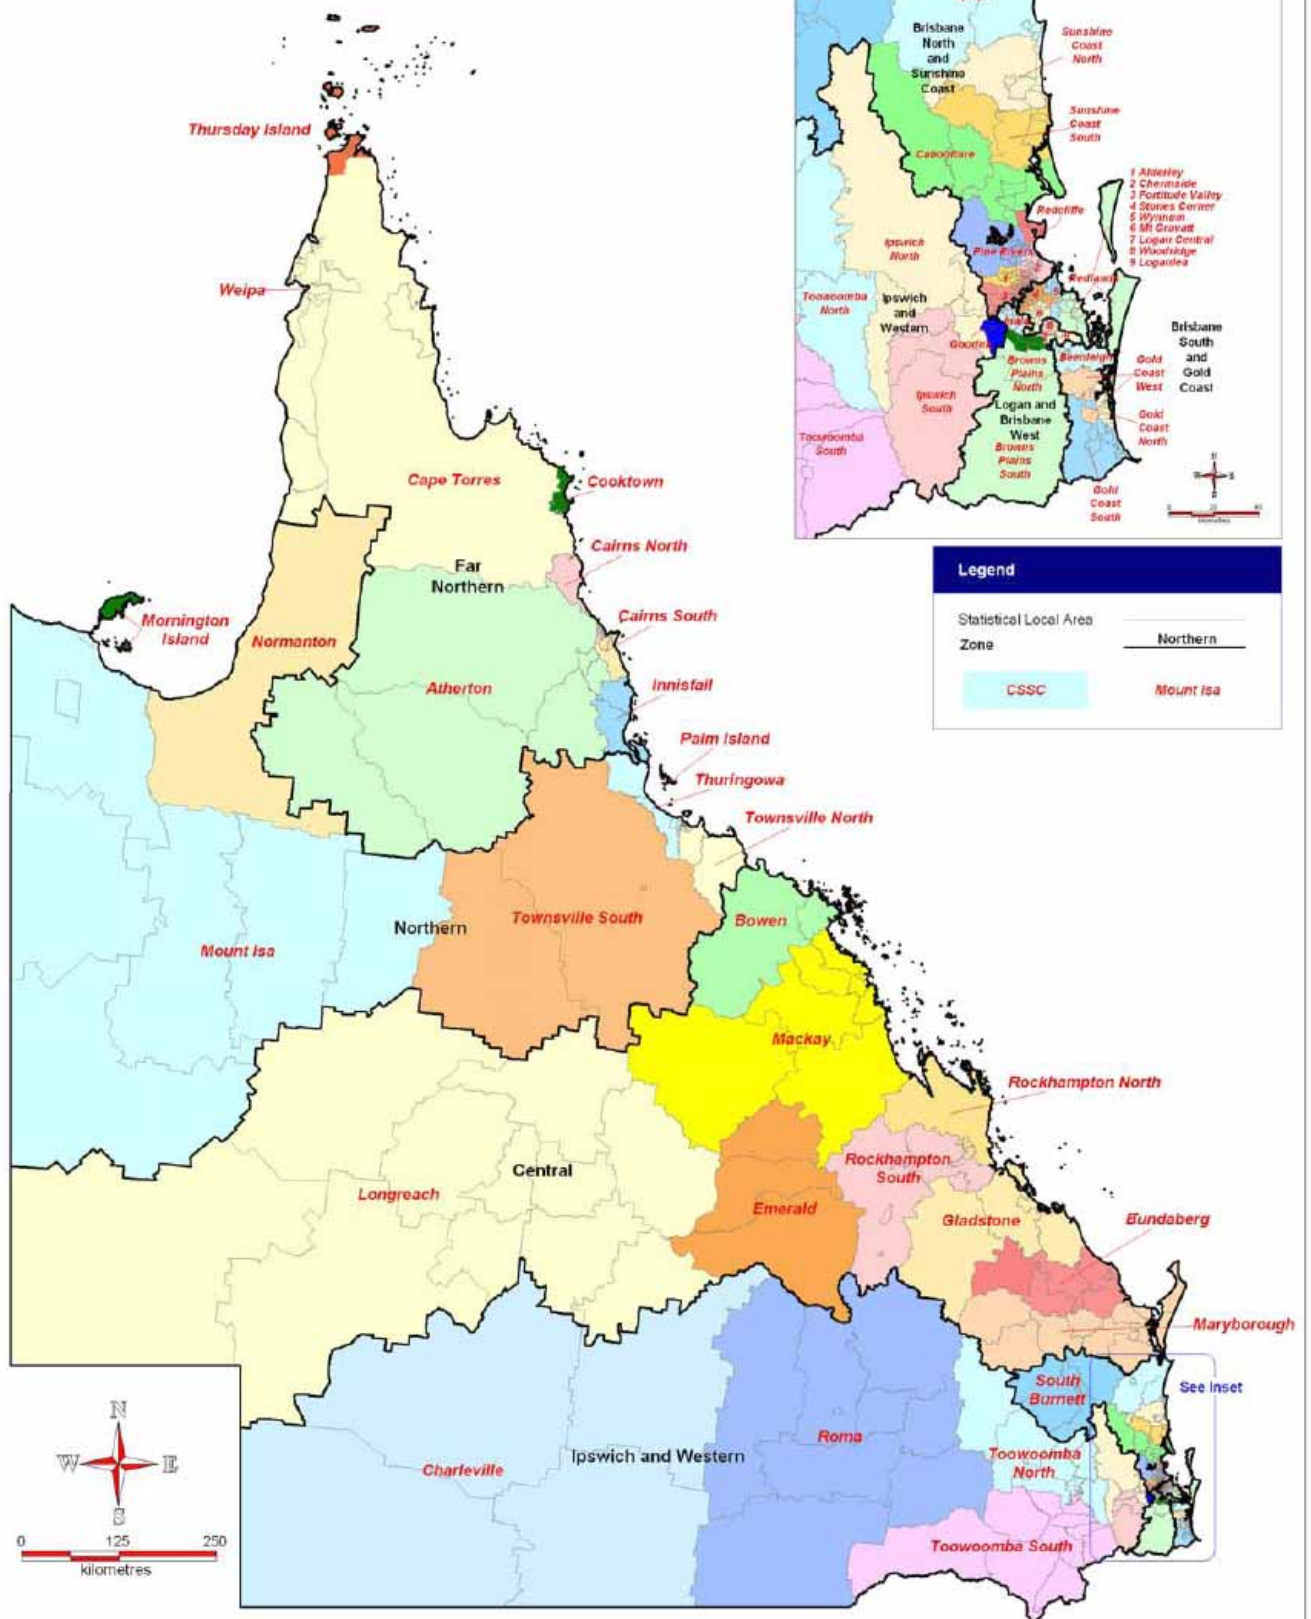 Thursday Island
Weipa
Cape Torres
Cooktown
Cairns North
Far
Northern
Mornington
Island
Normanton
Cairns South
Atherton
Innisfail
Palm Island
Thuringowa
Townsville North
Northern
Townsville South
Bowen
Mount Isa
Mackay
Rockhampton North
Central
Rockhampton
South
Longreach
Emerald
Gladstone
Bundaberg
Maryborough
South
Burnett
See Inset
Roma
Ipswich and Western
Charleville
Toowoomba
North
Toowoomba South
N
W
E
S
0
125
250
kilometres
Brisbane
North
and
Sunshine
Coast
Sunshine
Coast
North
Sunshine
Coast
South
Caboolture
1 Alderley
2 Chermside
3 Fortitude Valley
4 Stones Corner
5 Wynnum
6 Mt Gravatt
7 Logan Central
8 Woodridge
9 Loganlea
Redcliffe
Ipswich
North
Pine Rivers
Redlands
Toowoomba
North
Ipswich
and
Western
Inala
Brisbane
South
and
Gold
Coast
Browns
Plains
North
Beenleigh
Gold
Coast
West
Ipswich
South
Logan and
Brisbane
West
Gold
Coast
North
Toowoomba
South
Browns
Plains
South
Gold
Coast
South
kilometres
Legend
Statistical Local Area
Zone
Northern
CSSC
Mount Isa